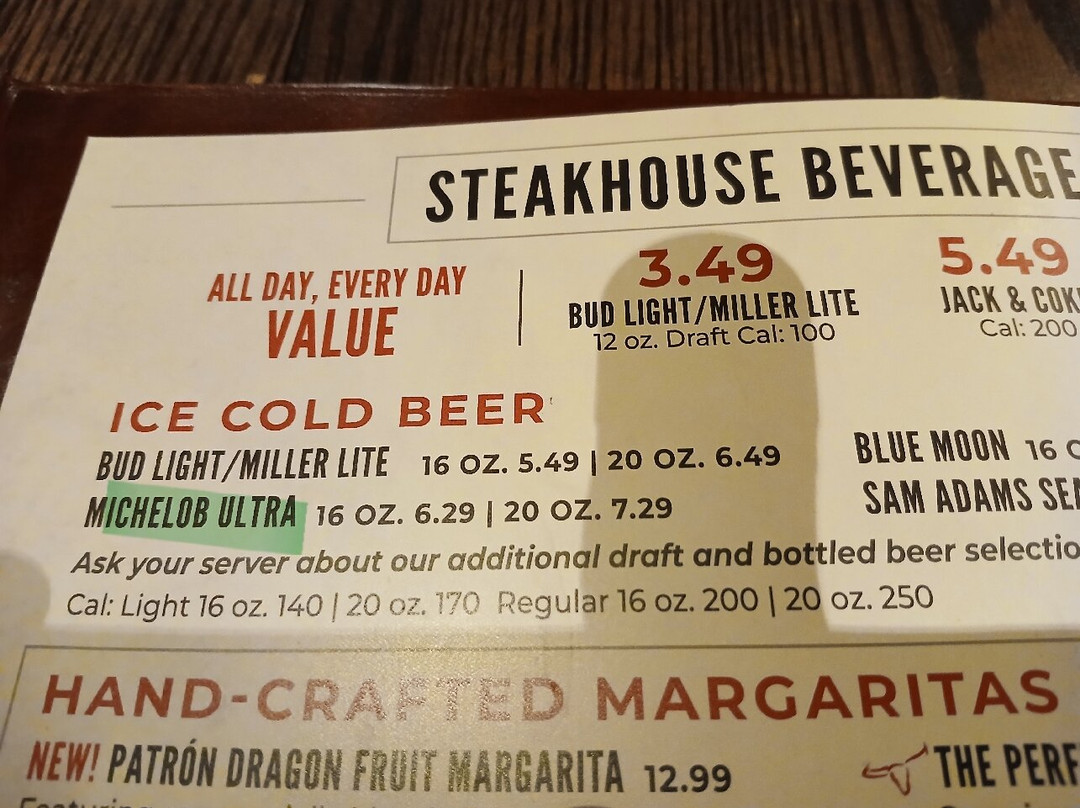 STEAKHOUSE BEVERAGE
ALL DAY, EVERY DAY
VALUE
3.49
BUD LIGHT/MILLER LITE
12 oz. Draft Cal: 100
5.49
JACK & COK
Cal: 200
ICE COLD BEER
BUD LIGHT/MILLER LITE 16 OZ. 5.49 | 20 OZ. 6.49
MICHELOB ULTRA 16 OZ. 6.29 | 20 OZ. 7.29
BLUE MOON 16 O
SAM ADAMS SEA
Ask your server about our additional draft and bottled beer selectio
Cal: Light 16 oz. 140 | 20 oz. 170 Regular 16 oz. 200 | 20 oz. 250
HAND-CRAFTED MARGARITAS
NEW! PATRÓN DRAGON FRUIT MARGARITA 12.99
THE PERF
Featuring